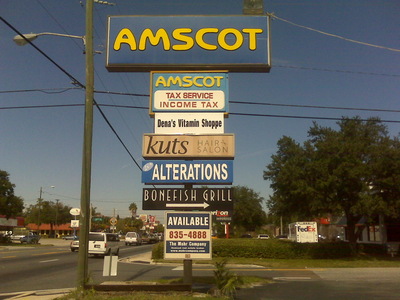 AMSCOT
AMSCOT
TAX SERVICE
INCOME TAX
Dena's Vitamin Shoppe
kuts HAIR SALON
ALTERATIONS
BONEFISH GRILL
AVAILABLE
835-4888
The Mahr Company
FedEx